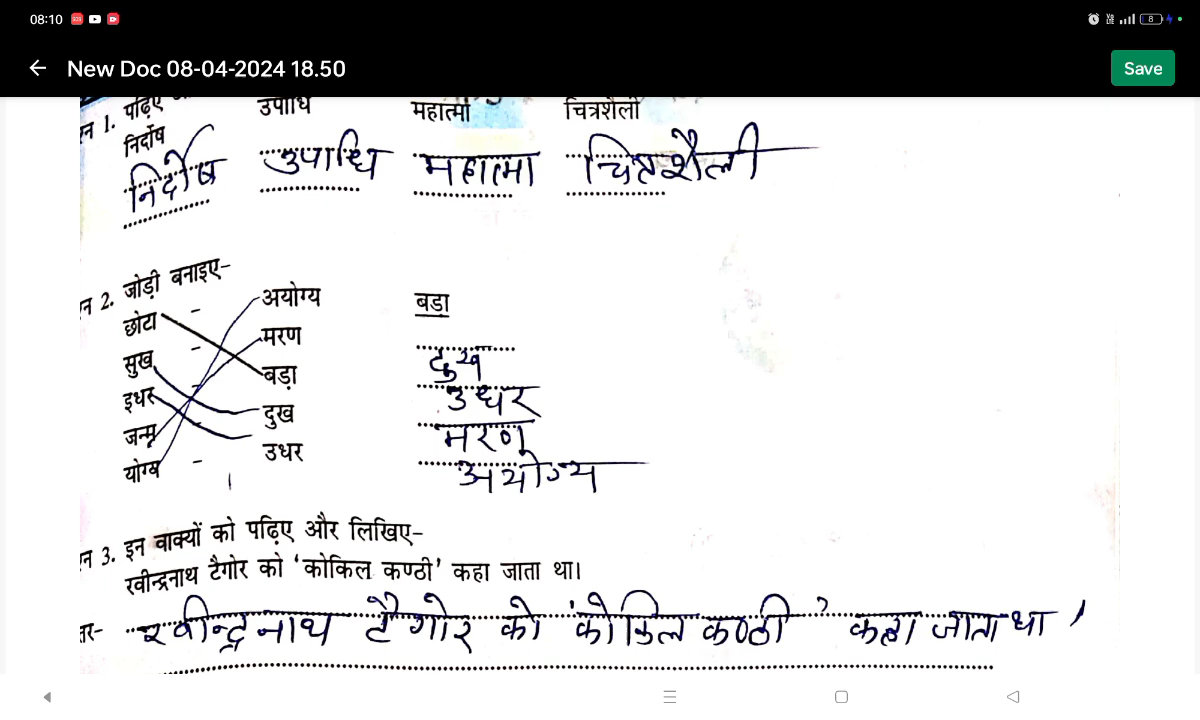 08:10
New Doc 08-04-2024 18.50 Save
न 1. पढ़िए
निर्दोष उपाधि महात्मा चित्रशैली
निर्दोष उपाधि महात्मा चित्रशैली
न 2. जोड़ी बनाइए-
छोटा - अयोग्य बडा
सुख - मरण दुख
इधर - बड़ा उधर
जन्म - दुख मरण
योग्य - उधर अयोग्य
न 3. इन वाक्यों को पढ़िए और लिखिए-
रवीन्द्रनाथ टैगोर को 'कोकिल कण्ठी' कहा जाता था।
तर- रवीन्द्रनाथ टैगोर को 'कोकिल कण्ठी' कहा जाता था।